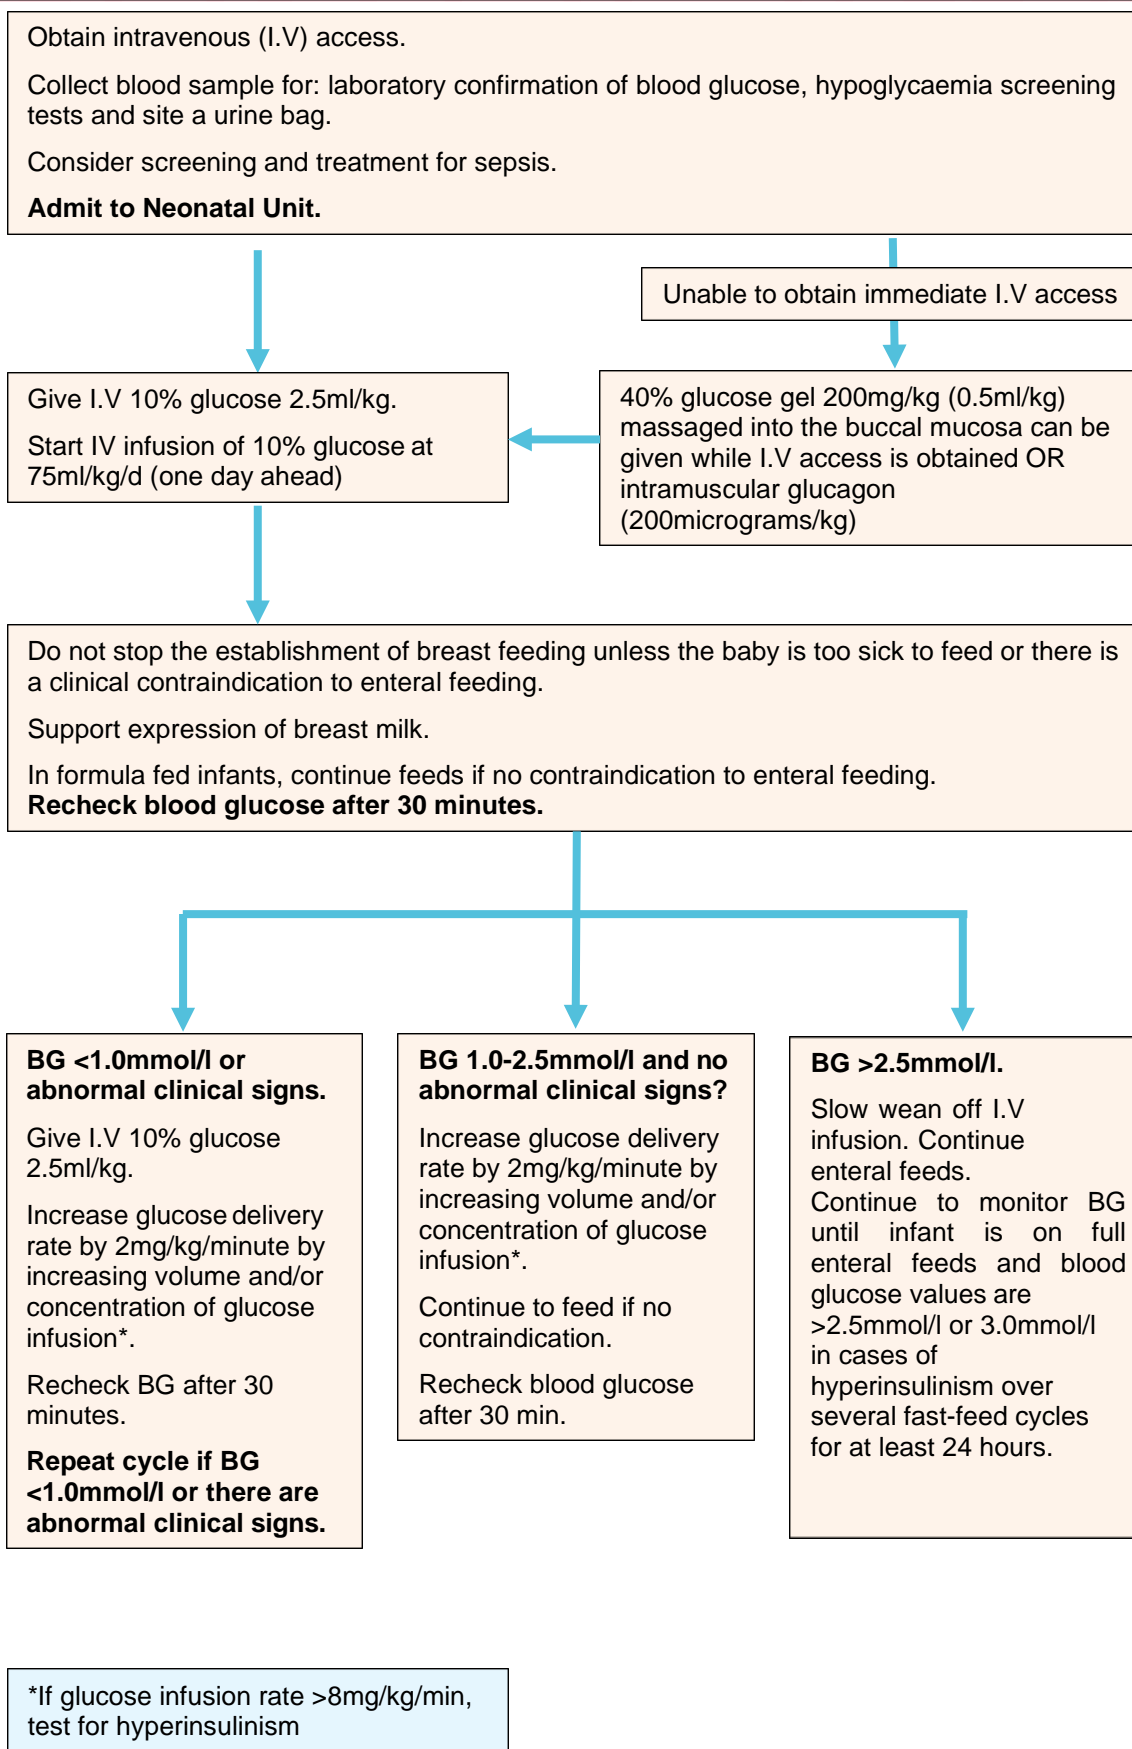 Obtain intravenous (I.V) access.
Collect blood sample for: laboratory confirmation of blood glucose, hypoglycaemia screening
tests and site a urine bag.
Consider screening and treatment for sepsis.
Admit to Neonatal Unit.
Unable to obtain immediate I.V access
Give I.V 10% glucose 2.5ml/kg.
Start IV infusion of 10% glucose at
75ml/kg/d (one day ahead)
40% glucose gel 200mg/kg (0.5ml/kg)
massaged into the buccal mucosa can be
given while I.V access is obtained OR
intramuscular glucagon
(200micrograms/kg)
Do not stop the establishment of breast feeding unless the baby is too sick to feed or there is
a clinical contraindication to enteral feeding.
Support expression of breast milk.
In formula fed infants, continue feeds if no contraindication to enteral feeding.
Recheck blood glucose after 30 minutes.
BG <1.0mmol/l or
abnormal clinical signs.
Give I.V 10% glucose
2.5ml/kg.
Increase glucose delivery
rate by 2mg/kg/minute by
increasing volume and/or
concentration of glucose
infusion*.
Recheck BG after 30
minutes.
Repeat cycle if BG
<1.0mmol/l or there are
abnormal clinical signs.
BG 1.0-2.5mmol/l and no
abnormal clinical signs?
Increase glucose delivery
rate by 2mg/kg/minute by
increasing volume and/or
concentration of glucose
infusion*.
Continue to feed if no
contraindication.
Recheck blood glucose
after 30 min.
BG >2.5mmol/l.
Slow wean off I.V
infusion. Continue
enteral feeds.
Continue to monitor BG
until infant is on full
enteral feeds and blood
glucose values are
>2.5mmol/l or 3.0mmol/l
in cases of
hyperinsulinism over
several fast-feed cycles
for at least 24 hours.
*If glucose infusion rate >8mg/kg/min,
test for hyperinsulinism